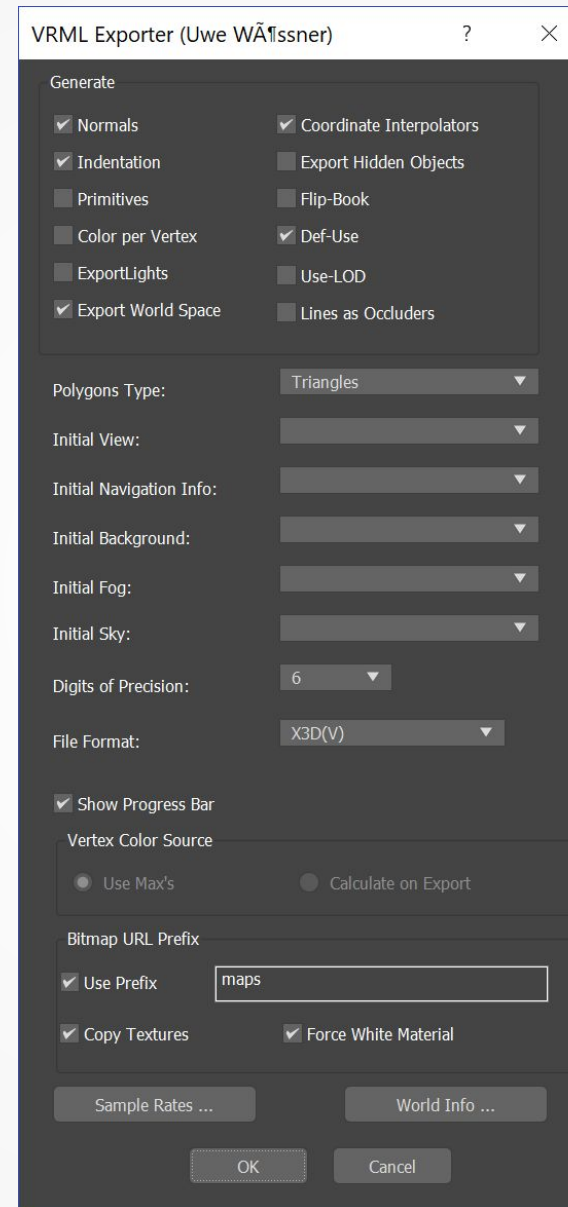 VRML Exporter (Uwe WÃ¶ssner) ? ×
Generate
Normals Coordinate Interpolators
Indentation Export Hidden Objects
Primitives Flip-Book
Color per Vertex Def-Use
ExportLights Use-LOD
Export World Space Lines as Occluders
Polygons Type: Triangles
Initial View:
Initial Navigation Info:
Initial Background:
Initial Fog:
Initial Sky:
Digits of Precision: 6
File Format: X3D(V)
Show Progress Bar
Vertex Color Source
Use Max's Calculate on Export
Bitmap URL Prefix
Use Prefix maps
Copy Textures Force White Material
Sample Rates ... World Info ...
OK Cancel